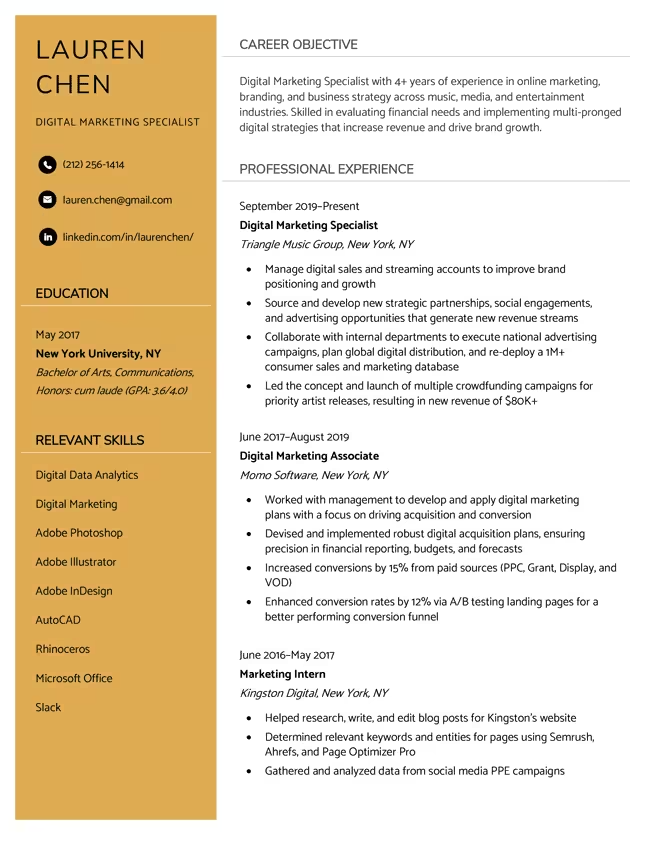 LAUREN
CHEN
DIGITAL MARKETING SPECIALIST
(212) 256-1414
lauren.chen@gmail.com
linkedin.com/in/laurenchen/
EDUCATION
May 2017
New York University, NY
Bachelor of Arts, Communications,
Honors: cum laude (GPA: 3.6/4.0)
RELEVANT SKILLS
Digital Data Analytics
Digital Marketing
Adobe Photoshop
Adobe Illustrator
Adobe InDesign
AutoCAD
Rhinoceros
Microsoft Office
Slack
CAREER OBJECTIVE
Digital Marketing Specialist with 4+ years of experience in online marketing,
branding, and business strategy across music, media, and entertainment
industries. Skilled in evaluating financial needs and implementing multi-pronged
digital strategies that increase revenue and drive brand growth.
PROFESSIONAL EXPERIENCE
September 2019–Present
Digital Marketing Specialist
Triangle Music Group, New York, NY
• Manage digital sales and streaming accounts to improve brand
positioning and growth
• Source and develop new strategic partnerships, social engagements,
and advertising opportunities that generate new revenue streams
• Collaborate with internal departments to execute national advertising
campaigns, plan global digital distribution, and re-deploy a 1M+
consumer sales and marketing database
• Led the concept and launch of multiple crowdfunding campaigns for
priority artist releases, resulting in new revenue of $80K+
June 2017–August 2019
Digital Marketing Associate
Momo Software, New York, NY
• Worked with management to develop and apply digital marketing
plans with a focus on driving acquisition and conversion
• Devised and implemented robust digital acquisition plans, ensuring
precision in financial reporting, budgets, and forecasts
• Increased conversions by 15% from paid sources (PPC, Grant, Display, and
VOD)
• Enhanced conversion rates by 12% via A/B testing landing pages for a
better performing conversion funnel
June 2016–May 2017
Marketing Intern
Kingston Digital, New York, NY
• Helped research, write, and edit blog posts for Kingston's website
• Determined relevant keywords and entities for pages using Semrush,
Ahrefs, and Page Optimizer Pro
• Gathered and analyzed data from social media PPE campaigns